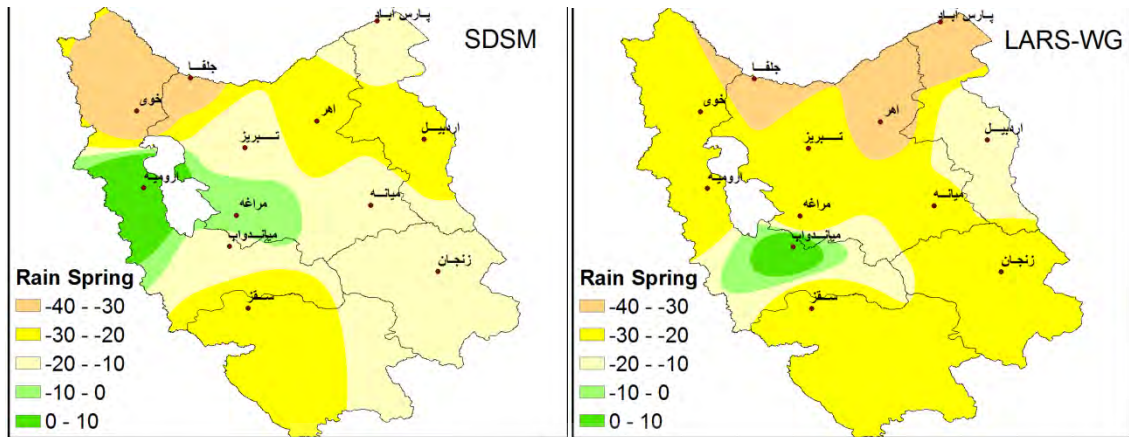 SDSM
پارس آباد
جلفا
خوی
اهر
اردبیل
تبریز
ارومیه
میانه
مراغه
میاندواب
زنجان
سقز
Rain Spring
-40 - -30
-30 - -20
-20 - -10
-10 - 0
0 - 10
LARS-WG
پارس آباد
جلفا
خوی
اهر
اردبیل
تبریز
ارومیه
میانه
مراغه
میاندواب
زنجان
سقز
Rain Spring
-40 - -30
-30 - -20
-20 - -10
-10 - 0
0 - 10